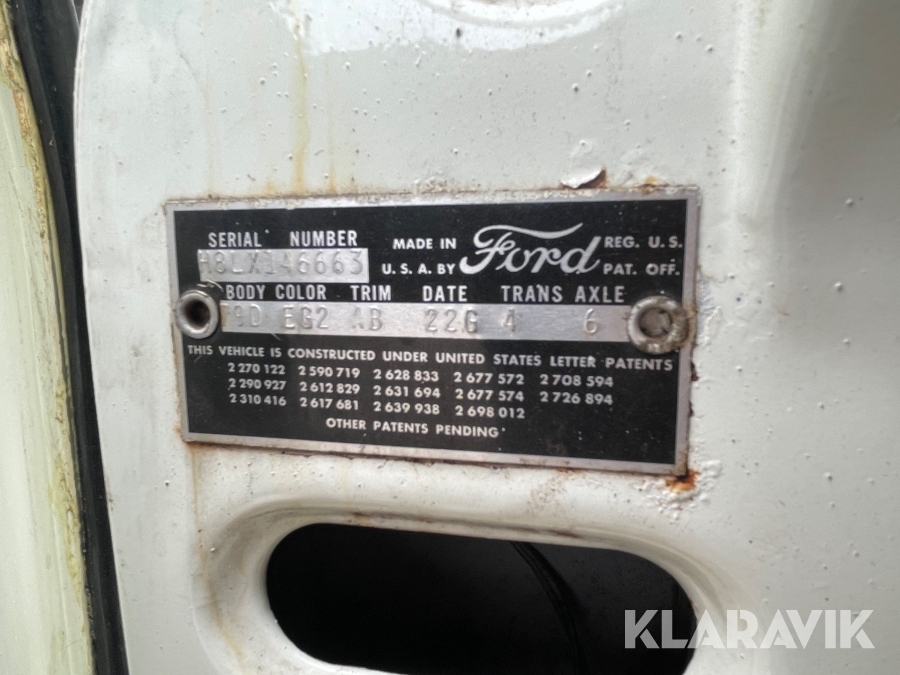 SERIAL NUMBER
MADE IN
Ford
REG. U.S.
H8LX146663
U.S.A. BY
PAT. OFF.
BODY COLOR TRIM DATE TRANS AXLE
EG2 22G 4 6
THIS VEHICLE IS CONSTRUCTED UNDER UNITED STATES LETTER PATENTS
2 270 122 2 590 719 2 628 833 2 677 572 2 708 594
2 290 927 2 612 829 2 631 694 2 677 574 2 726 894
2 310 416 2 617 681 2 639 938 2 698 012
OTHER PATENTS PENDING
KLARAVIK